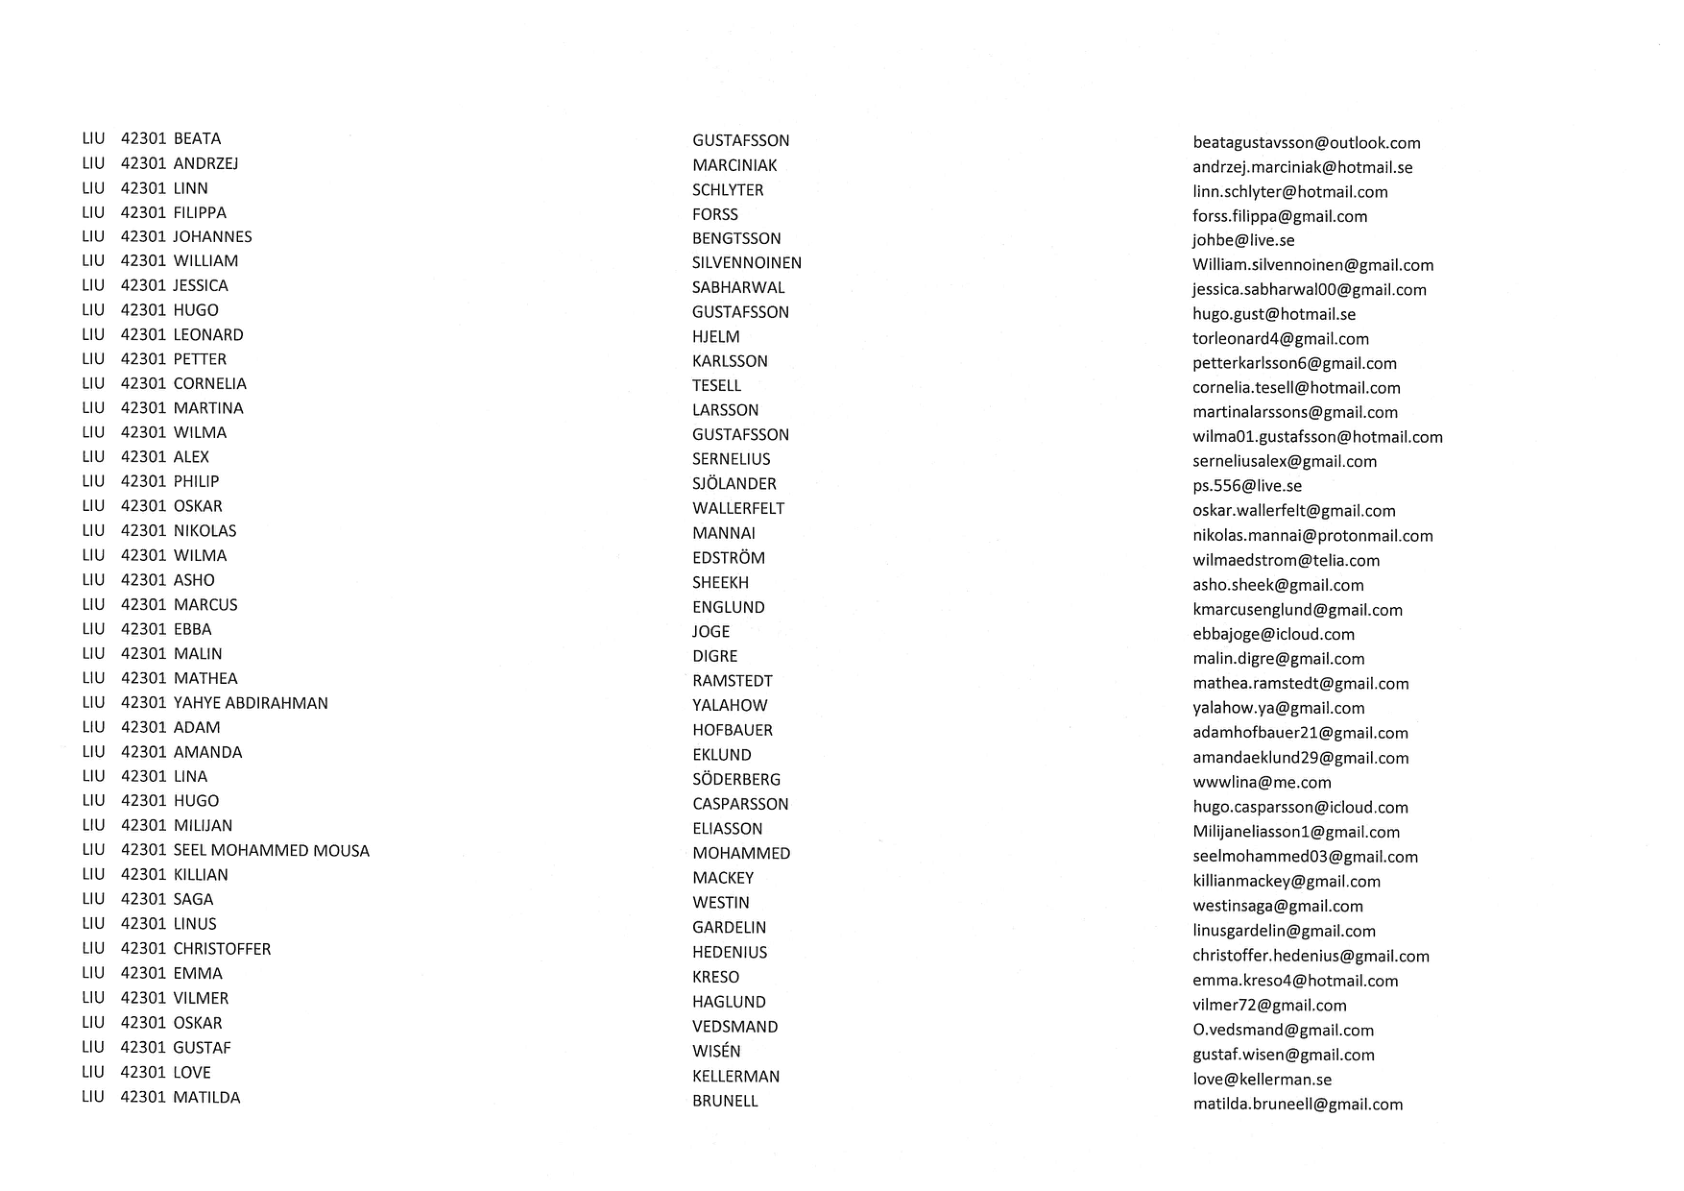 LIU 42301 BEATA GUSTAFSSON beatagustavsson@outlook.com
LIU 42301 ANDRZEJ MARCINIAK andrzej.marciniak@hotmail.se
LIU 42301 LINN SCHLYTER linn.schlyter@hotmail.com
LIU 42301 FILIPPA FORSS forss.filippa@gmail.com
LIU 42301 JOHANNES BENGTSSON johbe@live.se
LIU 42301 WILLIAM SILVENNOINEN William.silvennoinen@gmail.com
LIU 42301 JESSICA SABHARWAL jessica.sabharwal00@gmail.com
LIU 42301 HUGO GUSTAFSSON hugo.gust@hotmail.se
LIU 42301 LEONARD HJELM torleonard4@gmail.com
LIU 42301 PETTER KARLSSON petterkarlsson6@gmail.com
LIU 42301 CORNELIA TESELL cornelia.tesell@hotmail.com
LIU 42301 MARTINA LARSSON martinalarssons@gmail.com
LIU 42301 WILMA GUSTAFSSON wilma01.gustafsson@hotmail.com
LIU 42301 ALEX SERNELIUS serneliusalex@gmail.com
LIU 42301 PHILIP SJÖLANDER ps.556@live.se
LIU 42301 OSKAR WALLERFELT oskar.wallerfelt@gmail.com
LIU 42301 NIKOLAS MANNAI nikolas.mannai@protonmail.com
LIU 42301 WILMA EDSTRÖM wilmaedstrom@telia.com
LIU 42301 ASHO SHEEKH asho.sheek@gmail.com
LIU 42301 MARCUS ENGLUND kmarcusenglund@gmail.com
LIU 42301 EBBA JOGE ebbajoge@icloud.com
LIU 42301 MALIN DIGRE malin.digre@gmail.com
LIU 42301 MATHEA RAMSTEDT mathea.ramstedt@gmail.com
LIU 42301 YAHYE ABDIRAHMAN YALAHOW yalahow.ya@gmail.com
LIU 42301 ADAM HOFBAUER adamhofbauer21@gmail.com
LIU 42301 AMANDA EKLUND amandaeklund29@gmail.com
LIU 42301 LINA SÖDERBERG wwwlina@me.com
LIU 42301 HUGO CASPARSSON hugo.casparsson@icloud.com
LIU 42301 MILIJAN ELIASSON Milijaneliasson1@gmail.com
LIU 42301 SEEL MOHAMMED MOUSA MOHAMMED seelmohammed03@gmail.com
LIU 42301 KILLIAN MACKEY killianmackey@gmail.com
LIU 42301 SAGA WESTIN westinsaga@gmail.com
LIU 42301 LINUS GARDELIN linusgardelin@gmail.com
LIU 42301 CHRISTOFFER HEDENIUS christoffer.hedenius@gmail.com
LIU 42301 EMMA KRESO emma.kreso4@hotmail.com
LIU 42301 VILMER HAGLUND vilmer72@gmail.com
LIU 42301 OSKAR VEDSMAND O.vedsmand@gmail.com
LIU 42301 GUSTAF WISÉN gustaf.wisen@gmail.com
LIU 42301 LOVE KELLERMAN love@kellerman.se
LIU 42301 MATILDA BRUNELL matilda.bruneell@gmail.com